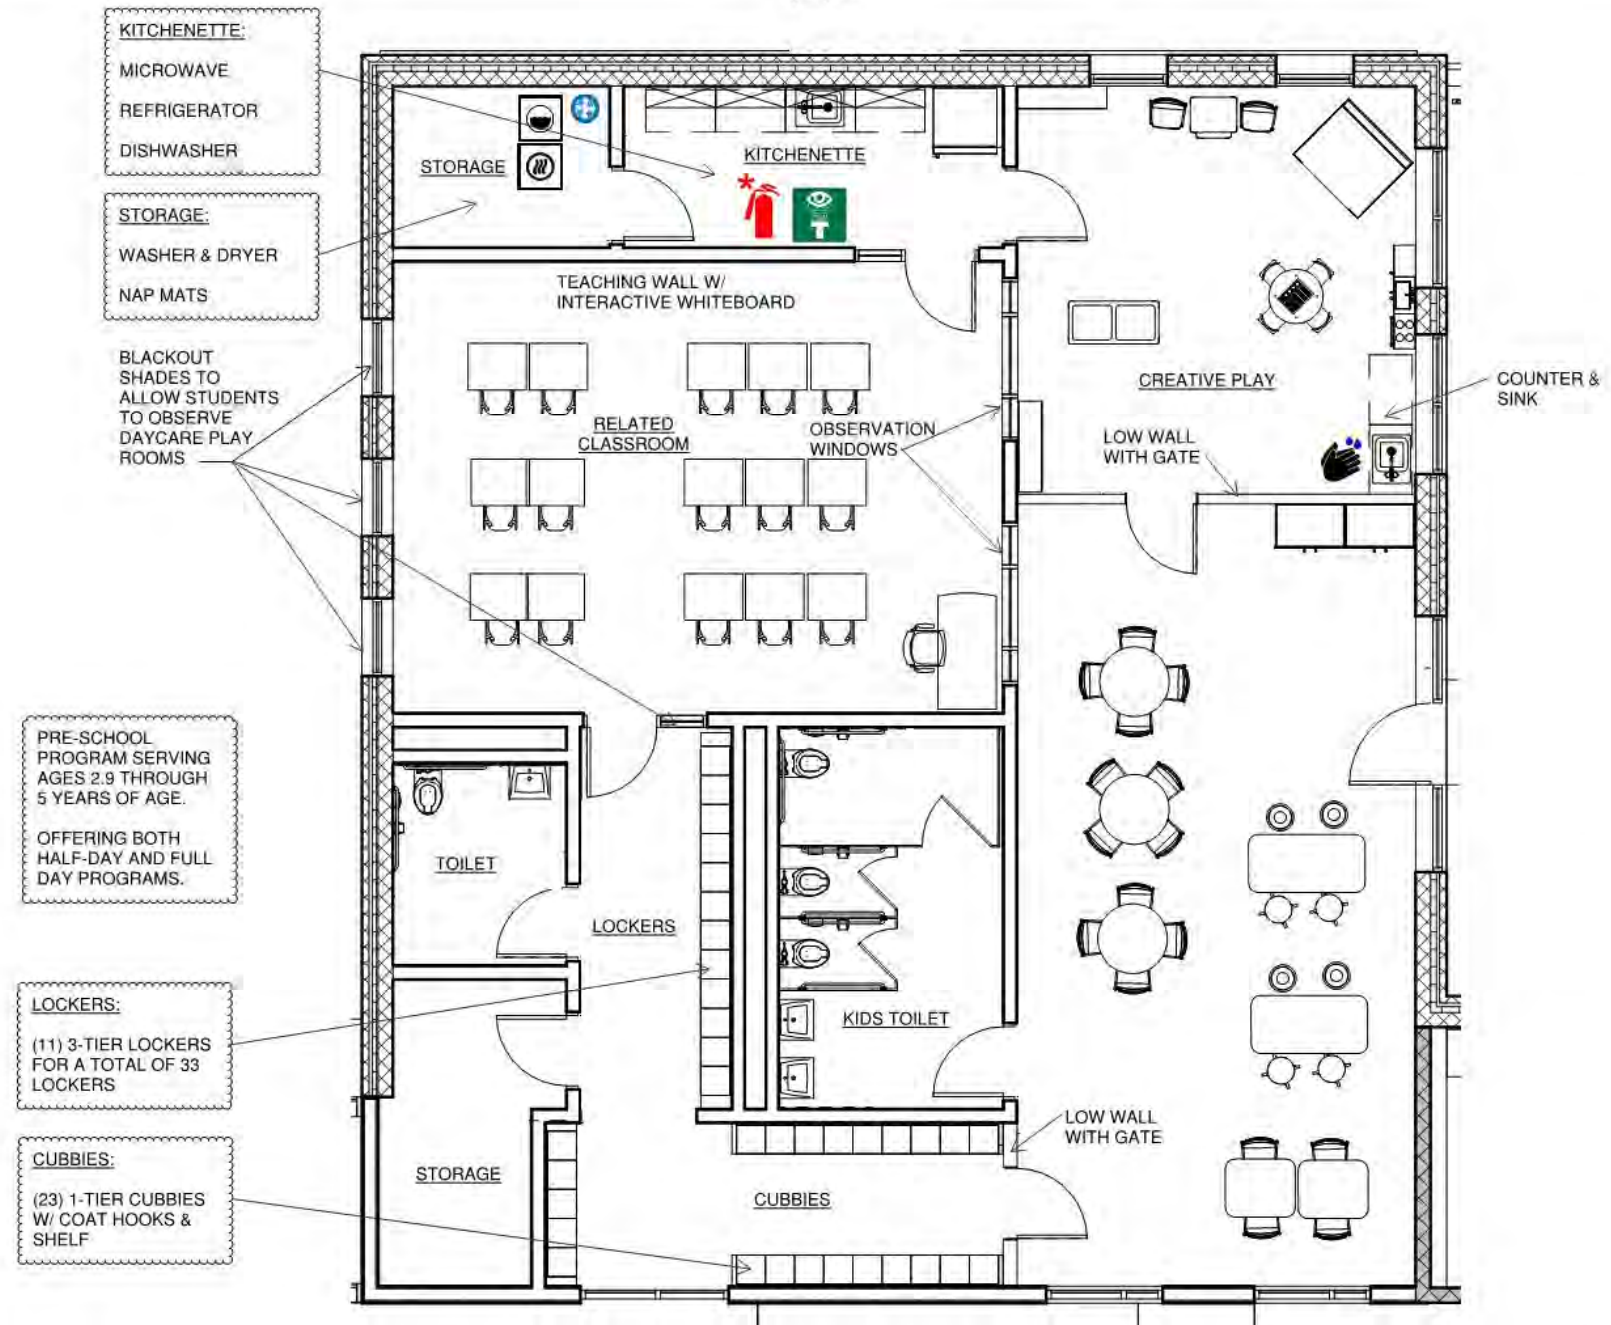 KITCHENETTE:
MICROWAVE
REFRIGERATOR
DISHWASHER
STORAGE:
WASHER & DRYER
NAP MATS
BLACKOUT
SHADES TO
ALLOW STUDENTS
TO OBSERVE
DAYCARE PLAY
ROOMS
PRE-SCHOOL
PROGRAM SERVING
AGES 2.9 THROUGH
5 YEARS OF AGE.
OFFERING BOTH
HALF-DAY AND FULL
DAY PROGRAMS.
LOCKERS:
(11) 3-TIER LOCKERS
FOR A TOTAL OF 33
LOCKERS
CUBBIES:
(23) 1-TIER CUBBIES
W/ COAT HOOKS &
SHELF
STORAGE
KITCHENETTE
*
TEACHING WALL W/
INTERACTIVE WHITEBOARD
RELATED
CLASSROOM
OBSERVATION
WINDOWS
CREATIVE PLAY
LOW WALL
WITH GATE
COUNTER &
SINK
TOILET
LOCKERS
KIDS TOILET
STORAGE
CUBBIES
LOW WALL
WITH GATE